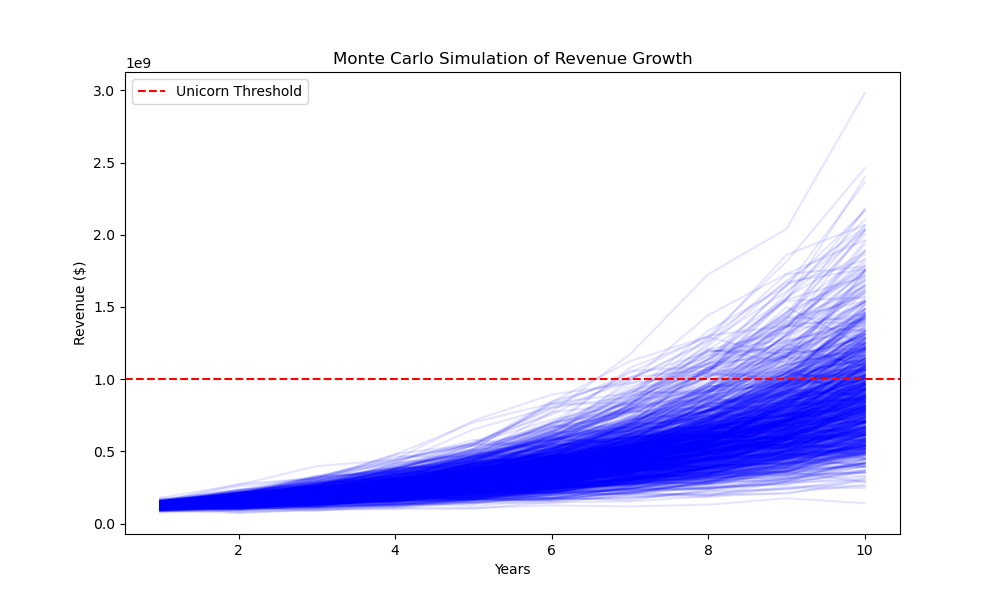 Monte Carlo Simulation of Revenue Growth
1e9
Unicorn Threshold
3.0
2.5
2.0
1.5
1.0
0.5
0.0
Revenue ($)
2 4 6 8 10
Years